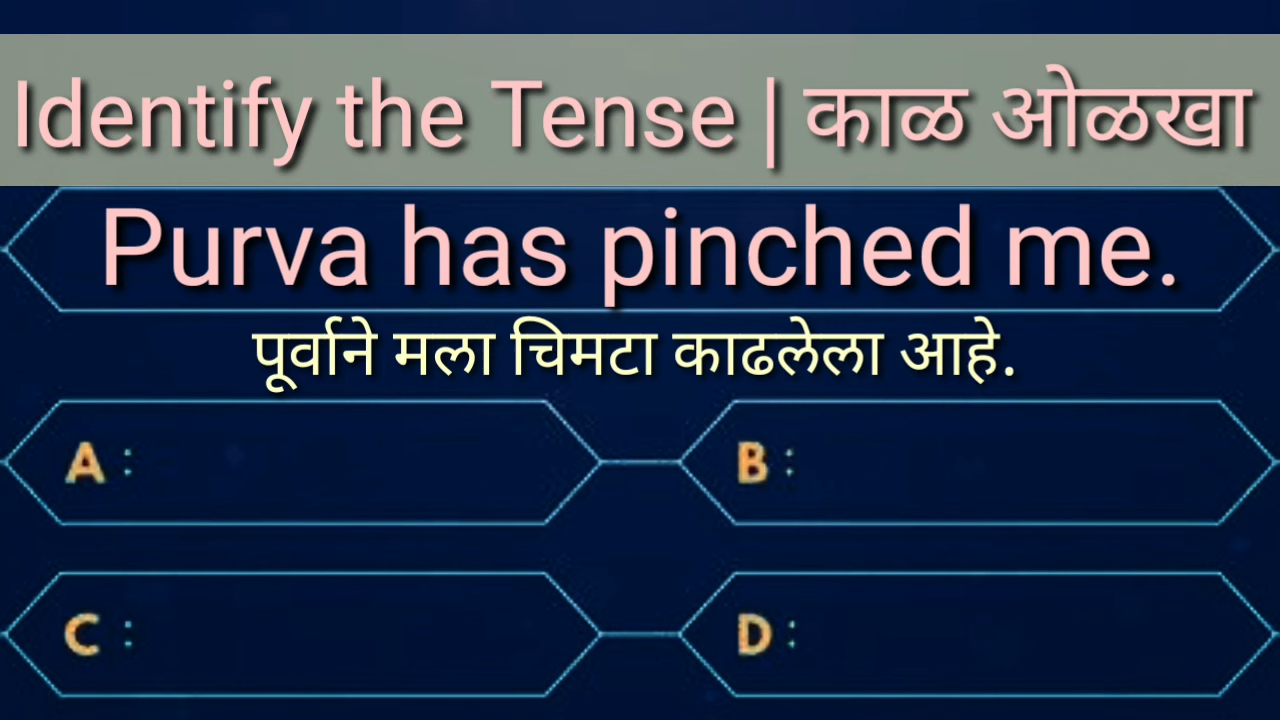 Identify the Tense | काळ ओळखा
Purva has pinched me.
पूर्वाने मला चिमटा काढलेला आहे.
A :
B :
C :
D :